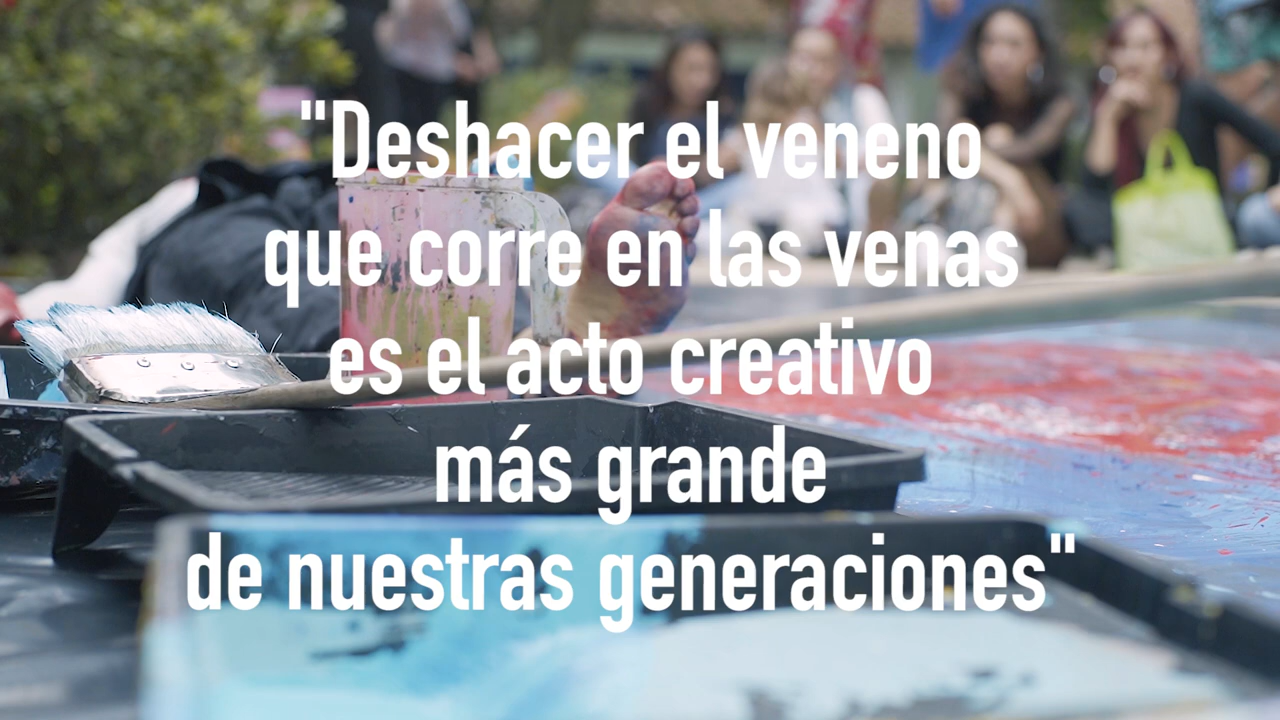 "Deshacer el veneno
que corre en las venas
es el acto creativo
más grande
de nuestras generaciones"